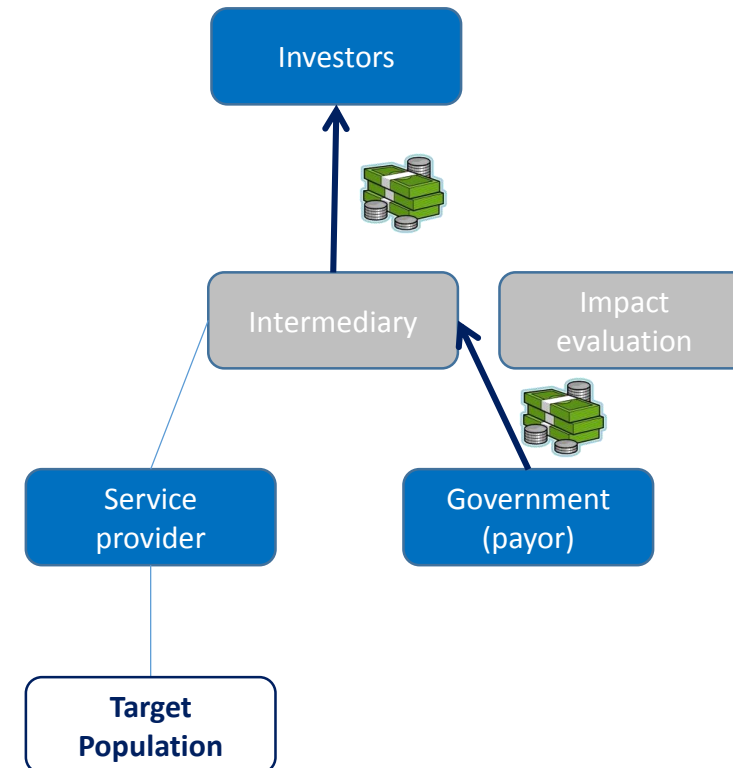 Investors
Intermediary
Impact
evaluation
Service
provider
Government
(payor)
Target
Population